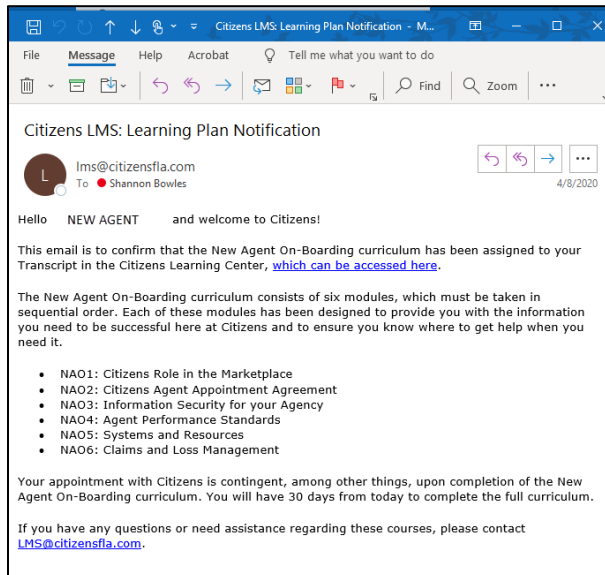 Citizens LMS: Learning Plan Notification - M...
File Message Help Acrobat Tell me what you want to do
Find Zoom
Citizens LMS: Learning Plan Notification
L
lms@citizensfla.com
To Shannon Bowles
4/8/2020
Hello NEW AGENT and welcome to Citizens!
This email is to confirm that the New Agent On-Boarding curriculum has been assigned to your
Transcript in the Citizens Learning Center, which can be accessed here.
The New Agent On-Boarding curriculum consists of six modules, which must be taken in
sequential order. Each of these modules has been designed to provide you with the information
you need to be successful here at Citizens and to ensure you know where to get help when you
need it.
• NAO1: Citizens Role in the Marketplace
• NAO2: Citizens Agent Appointment Agreement
• NAO3: Information Security for your Agency
• NAO4: Agent Performance Standards
• NAO5: Systems and Resources
• NAO6: Claims and Loss Management
Your appointment with Citizens is contingent, among other things, upon completion of the New
Agent On-Boarding curriculum. You will have 30 days from today to complete the full curriculum.
If you have any questions or need assistance regarding these courses, please contact
LMS@citizensfla.com.